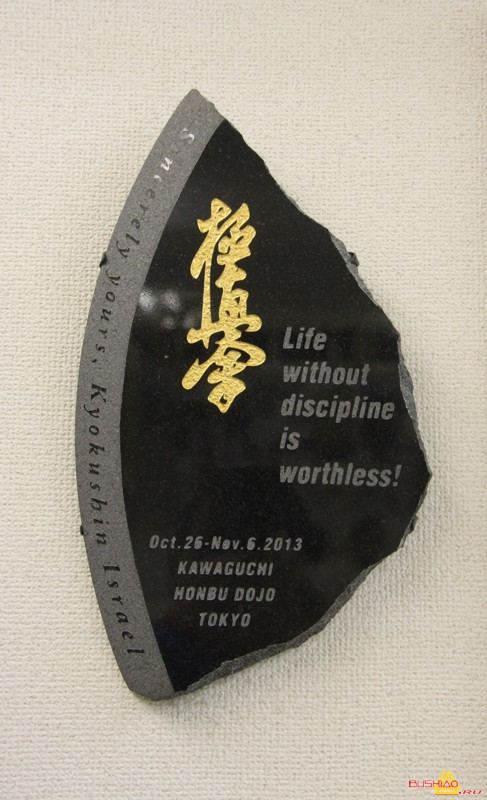 Sincerely yours, Kyokushin Israel
極真会
Life
without
discipline
is
worthless!
Oct.26-Nov.6.2013
KAWAGUCHI
HONBU DOJO
TOKYO
BUSHIDO
.RU